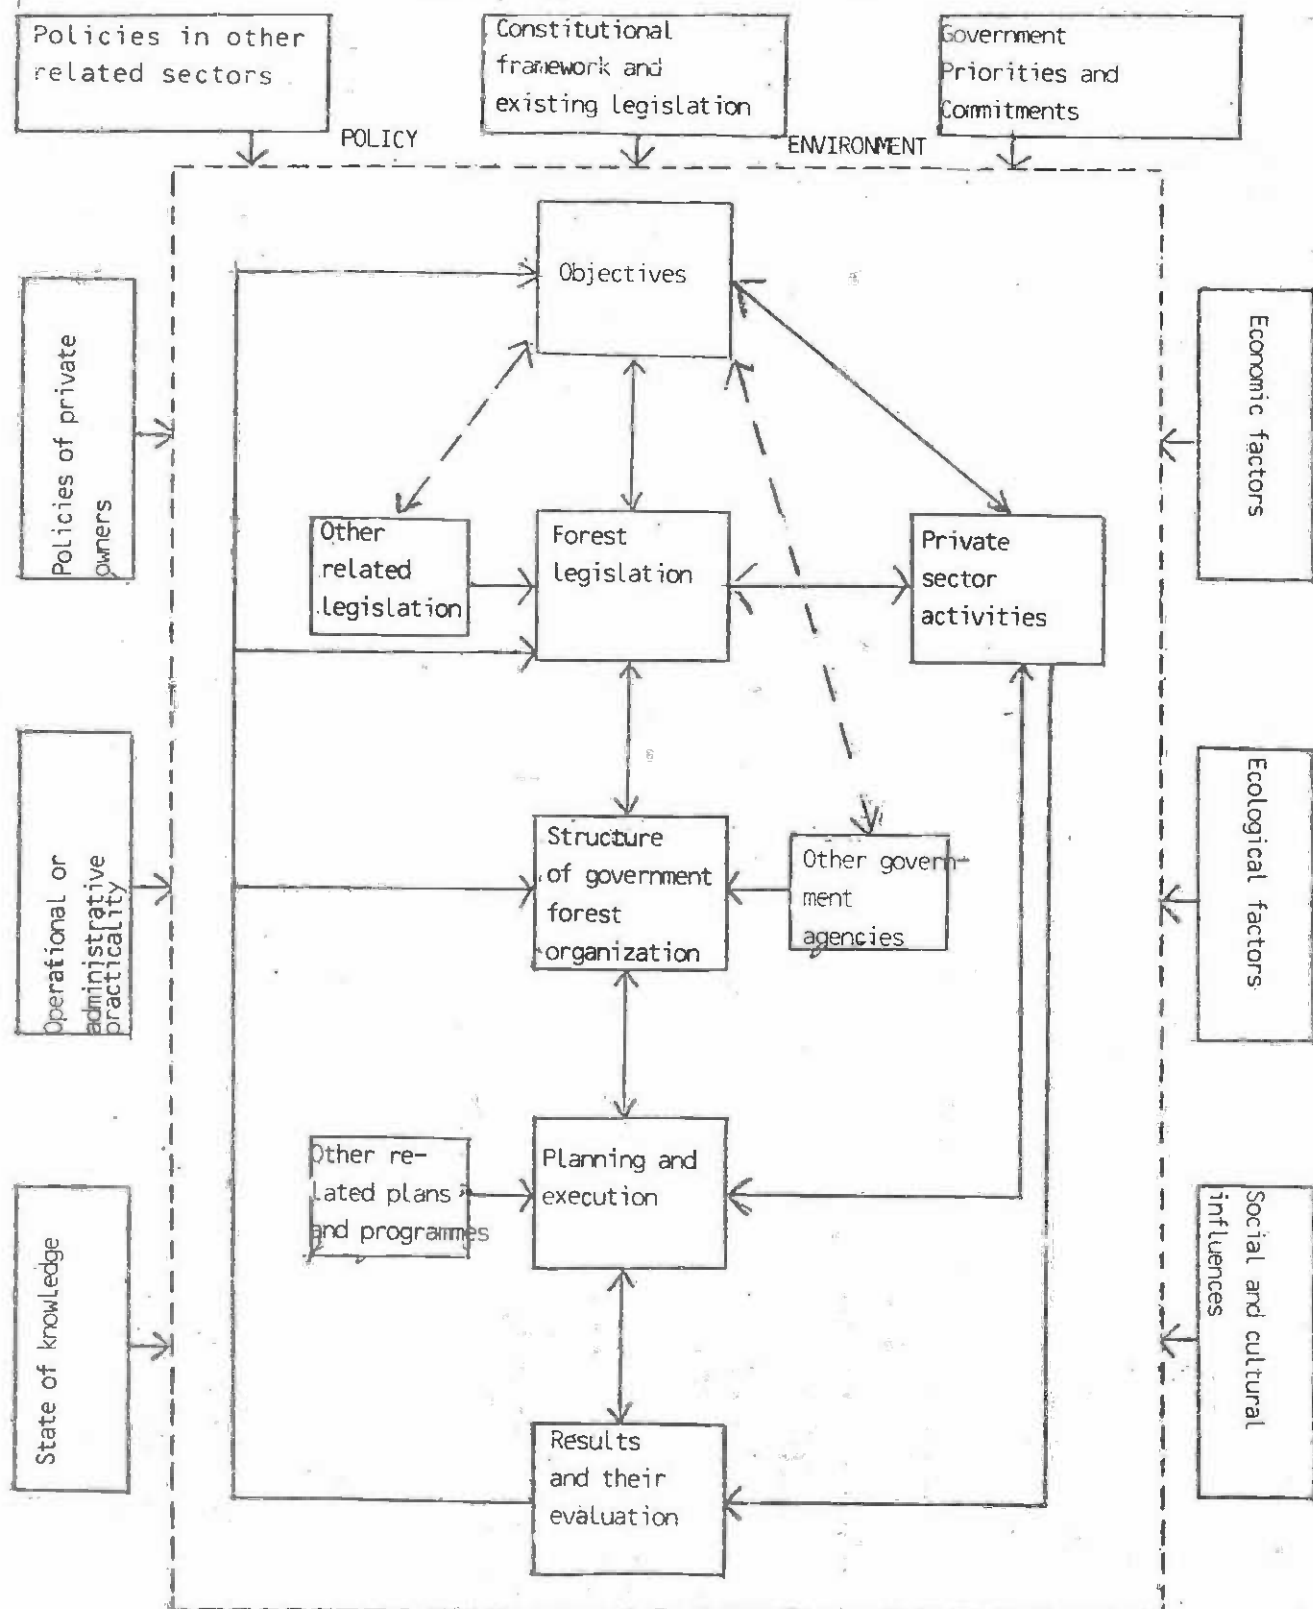 Policies in other
related sectors
Constitutional
framework and
existing legislation
Government
Priorities and
Commitments
POLICY
ENVIRONMENT
Objectives
Policies of private
owners
Economic factors
Other
related
legislation
Forest
legislation
Private
sector
activities
Operational or
administrative
practicality
Structure
of government
forest
organization
Other govern-
ment
agencies
Ecological factors
Other re-
lated plans
and programmes
Planning and
execution
State of knowledge
Social and cultural
influences
Results
and their
evaluation